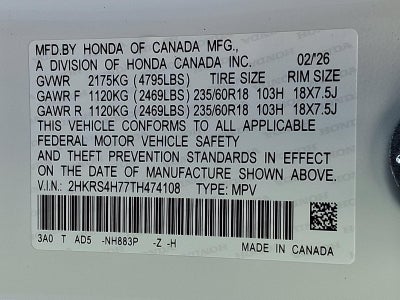 MFD.BY HONDA OF CANADA MFG.,
A DIVISION OF HONDA CANADA INC. 02/'26
GVWR 2175KG (4795LBS) TIRE SIZE RIM SIZE
GAWR F 1120KG (2469LBS) 235/60R18 103H 18X7.5J
GAWR R 1120KG (2469LBS) 235/60R18 103H 18X7.5J
THIS VEHICLE CONFORMS TO ALL APPLICABLE
FEDERAL MOTOR VEHICLE SAFETY
AND THEFT PREVENTION STANDARDS IN EFFECT
ON THE DATE OF MANUFACTURE SHOWN ABOVE.
V.I.N: 2HKRS4H77TH474108 TYPE: MPV
3A0 T AD5 -NH883P -Z -H
MADE IN CANADA